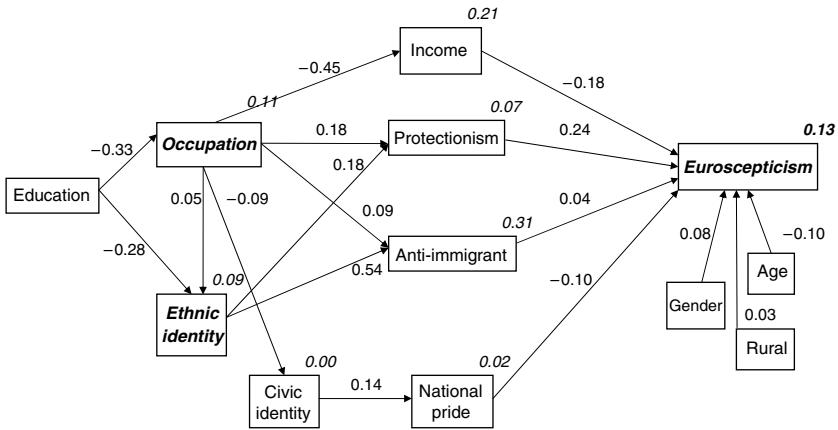 0.21
Income
−0.45
−0.18
0.11
0.07
0.13
Occupation
0.18
Protectionism
0.24
Euroscepticism
−0.33
0.18
Education
0.05
−0.09
0.09
0.04
0.31
−0.28
Anti-immigrant
0.08
−0.10
0.09
0.54
Age
−0.10
Ethnic
identity
Gender
0.03
Rural
0.00
0.02
Civic
identity
0.14
National
pride